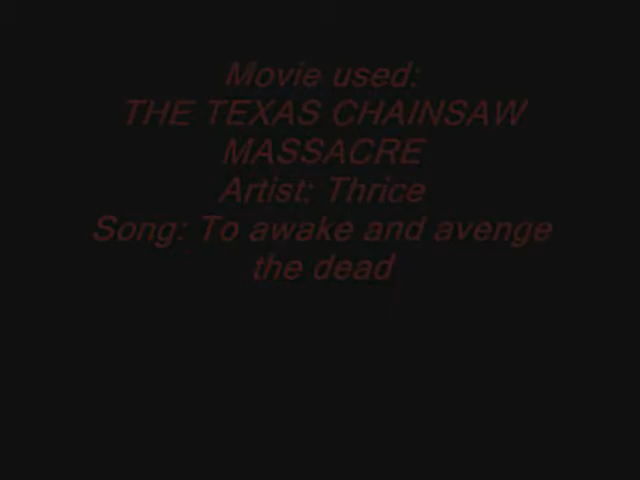 Movie used:
THE TEXAS CHAINSAW
MASSACRE
Artist: Thrice
Song: To awake and avenge
the dead